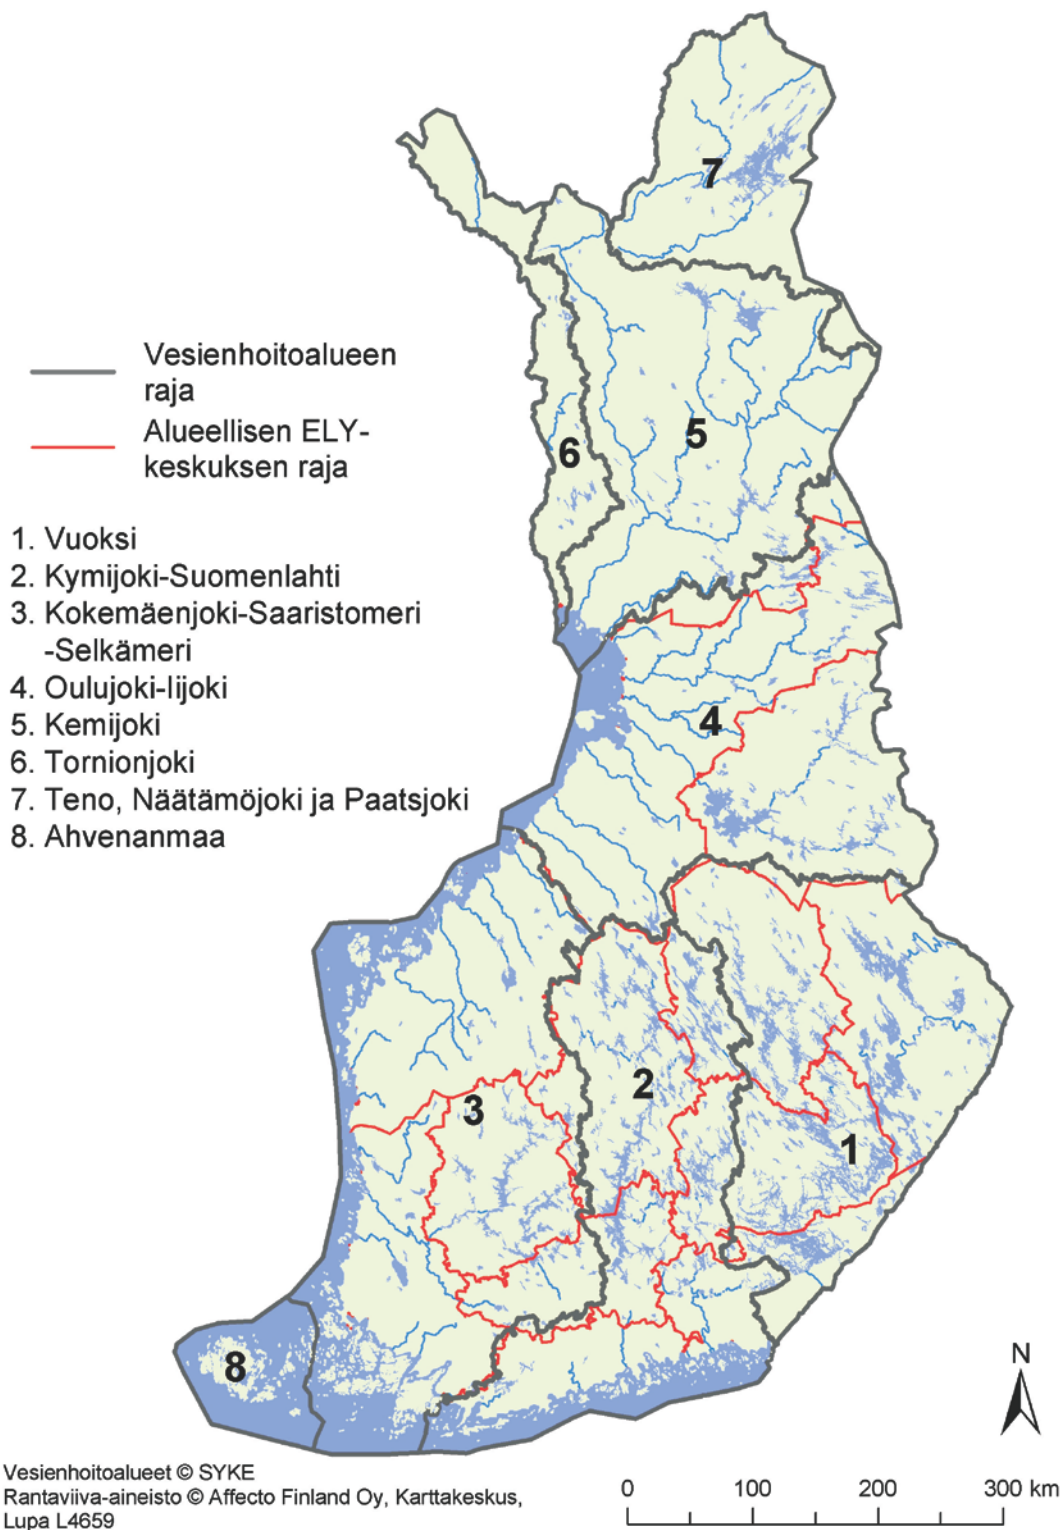 Vesienhoitoalueen
raja
Alueellisen ELY-
keskuksen raja
1. Vuoksi
2. Kymijoki-Suomenlahti
3. Kokemäenjoki-Saaristomeri
-Selkämeri
4. Oulujoki-Iijoki
5. Kemijoki
6. Tornionjoki
7. Teno, Näätämöjoki ja Paatsjoki
8. Ahvenanmaa
7
5
6
4
2
3
1
8
N
Vesienhoitoalueet © SYKE
Rantaviiva-aineisto © Affecto Finland Oy, Karttakeskus,
Lupa L4659
0 100 200 300 km